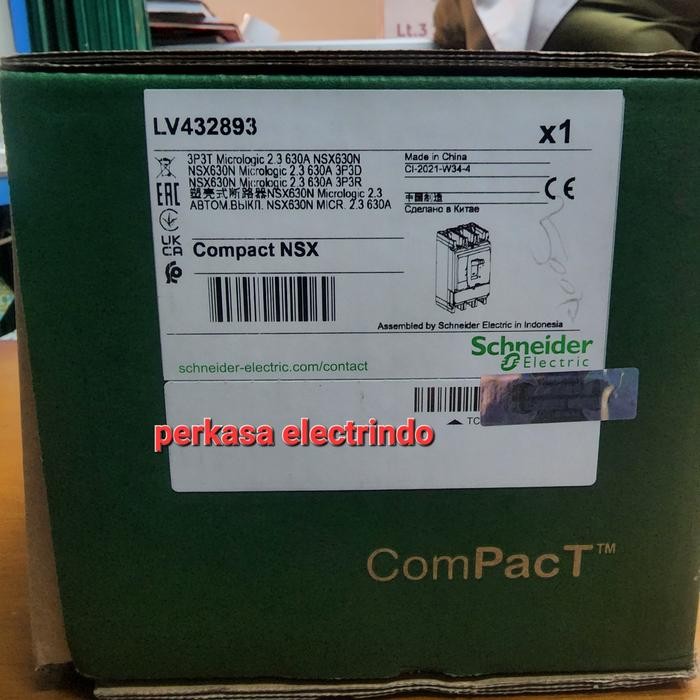 Lt.3
LV432893
x1
3P3T Micrologic 2.3 630A NSX630N
NSX630N Micrologic 2.3 630A 3P3D
NSX630N Micrologic 2.3 630A 3P3R
塑壳式断路器NSX630N Micrologic 2.3
АВТОМ.ВЫКЛ. NSX630N MICR. 2.3 630A
Made in China
CI-2021-W34-4
中国制造
Сделано в Китае
CE
EAC
UK
CA
Compact NSX
Assembled by Schneider Electric in Indonesia
Schneider
Electric
schneider-electric.com/contact
TC
perkasa electrindo
ComPacT™